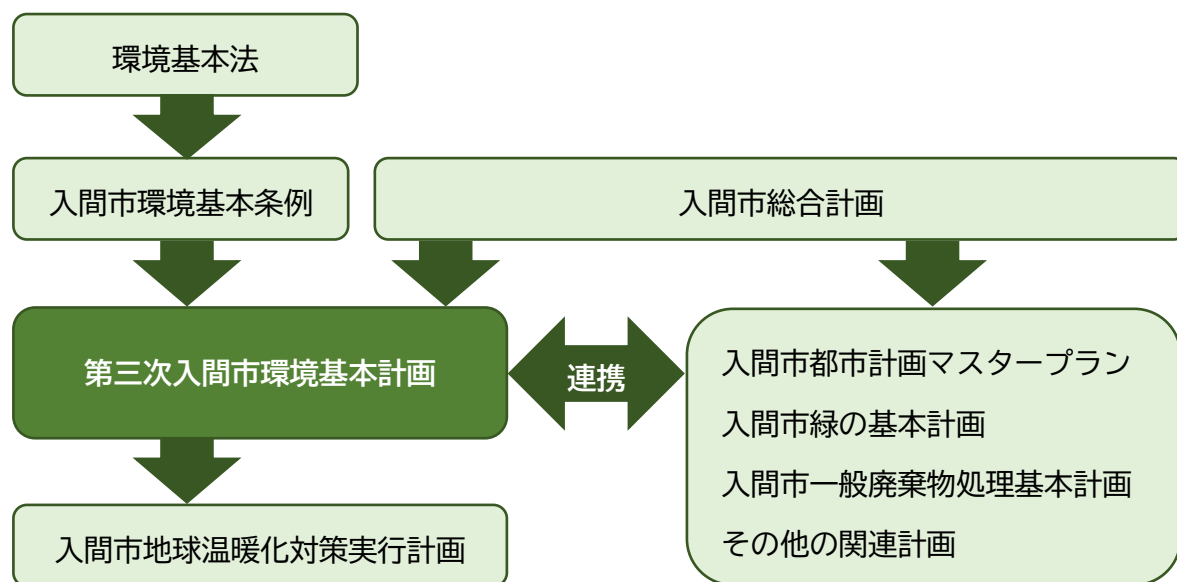 環境基本法
入間市環境基本条例
入間市総合計画
第三次入間市環境基本計画
連携
入間市都市計画マスタープラン
入間市緑の基本計画
入間市一般廃棄物処理基本計画
その他の関連計画
入間市地球温暖化対策実行計画